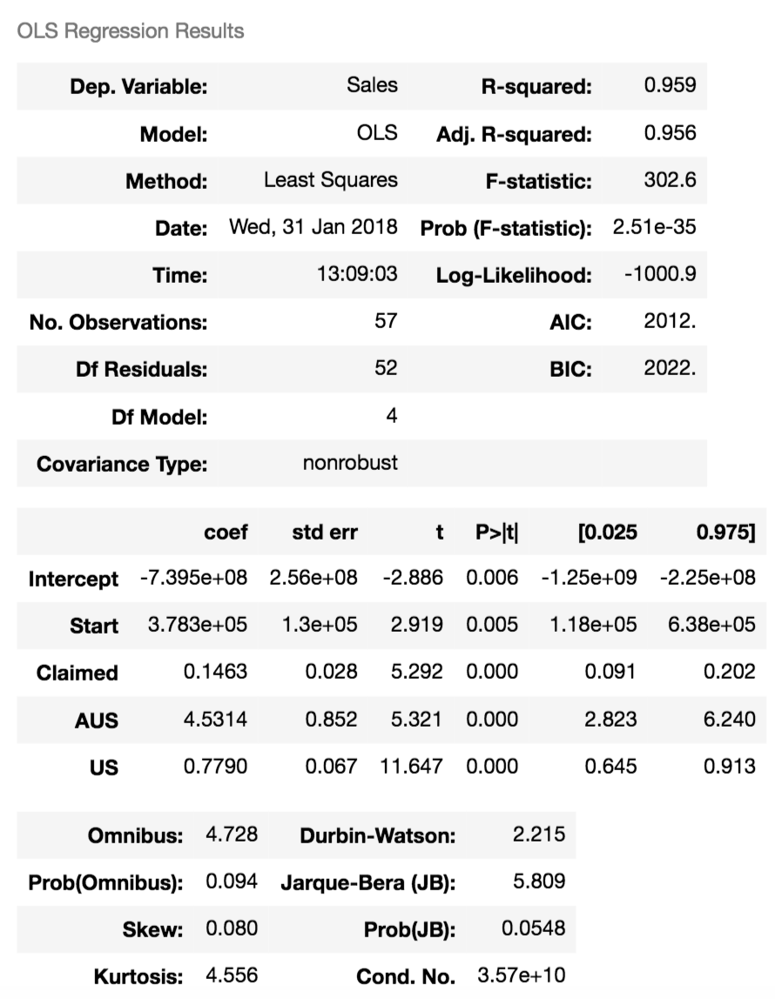 OLS Regression Results
Dep. Variable: Sales R-squared: 0.959
Model: OLS Adj. R-squared: 0.956
Method: Least Squares F-statistic: 302.6
Date: Wed, 31 Jan 2018 Prob (F-statistic): 2.51e-35
Time: 13:09:03 Log-Likelihood: -1000.9
No. Observations: 57 AIC: 2012.
Df Residuals: 52 BIC: 2022.
Df Model: 4
Covariance Type: nonrobust
coef std err t P>|t| [0.025 0.975]
Intercept -7.395e+08 2.56e+08 -2.886 0.006 -1.25e+09 -2.25e+08
Start 3.783e+05 1.3e+05 2.919 0.005 1.18e+05 6.38e+05
Claimed 0.1463 0.028 5.292 0.000 0.091 0.202
AUS 4.5314 0.852 5.321 0.000 2.823 6.240
US 0.7790 0.067 11.647 0.000 0.645 0.913
Omnibus: 4.728 Durbin-Watson: 2.215
Prob(Omnibus): 0.094 Jarque-Bera (JB): 5.809
Skew: 0.080 Prob(JB): 0.0548
Kurtosis: 4.556 Cond. No. 3.57e+10